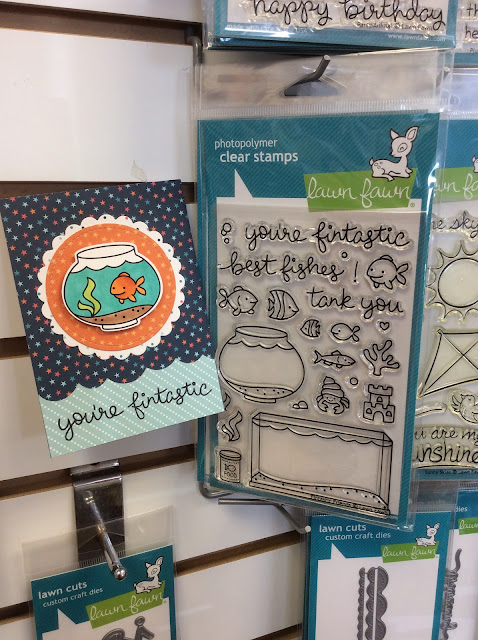 happy birthday
photopolymer
clear stamps
lawn fawn
you're fintastic
best fishes!
tank you
you're fintastic
e sky
you are my
sunshine
lawn cuts
custom craft dies
lawn fawn
lawn cuts
custom craft dies
lawn fawn